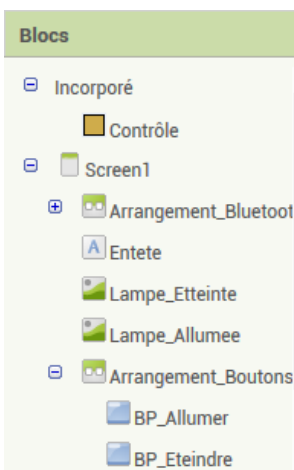 Blocs
Incorporé
Contrôle
Screen1
Arrangement_Bluetoot
A Entete
Lampe_Etteinte
Lampe_Allumee
Arrangement_Boutons
BP_Allumer
BP_Eteindre